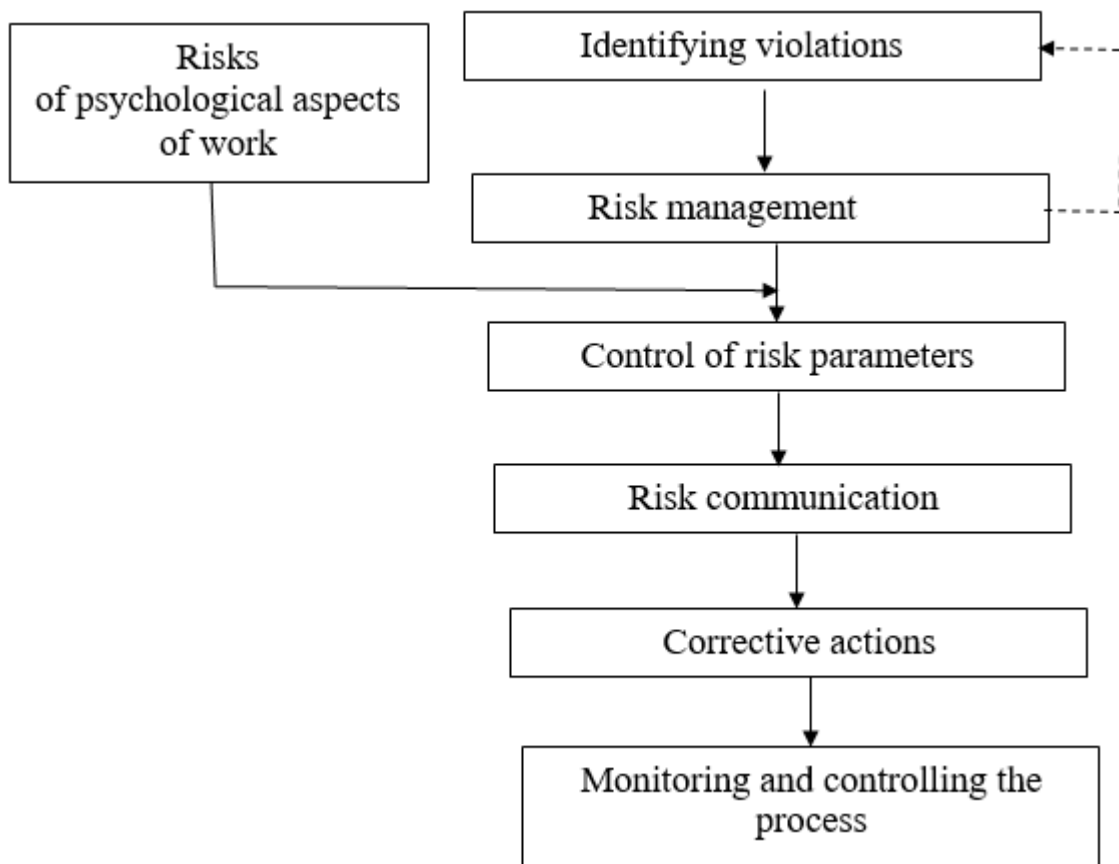 Risks
of psychological aspects
of work
Identifying violations
Risk management
Control of risk parameters
Risk communication
Corrective actions
Monitoring and controlling the
process